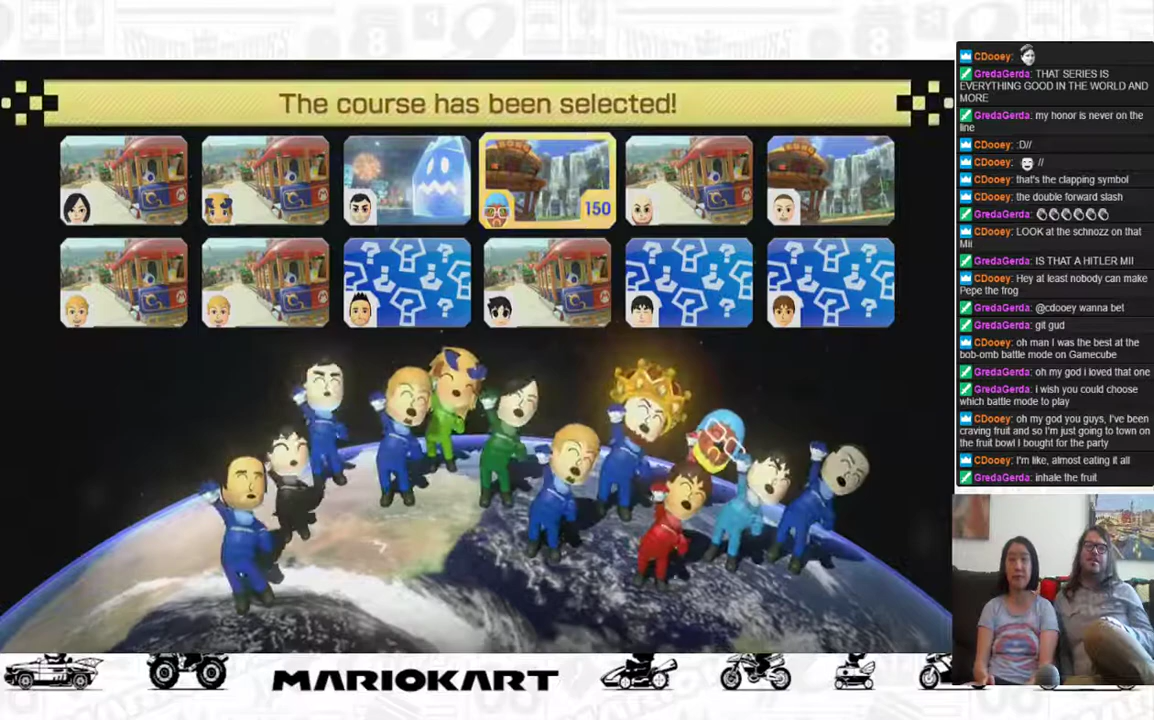 The course has been selected!
150
CDooey:
GredaGerda: THAT SERIES IS
EVERYTHING GOOD IN THE WORLD AND
MORE
GredaGerda: my honor is never on the
line
CDooey: :D//
CDooey: //
CDooey: that's the clapping symbol
CDooey: the double forward slash
GredaGerda:
CDooey: LOOK at the schnozz on that
Mii
GredaGerda: IS THAT A HITLER MII
CDooey: Hey at least nobody can make
Pepe the frog
GredaGerda: @cdooey wanna bet
GredaGerda: git gud
CDooey: oh man I was the best at the
bob-omb battle mode on Gamecube
GredaGerda: oh my god i loved that one
GredaGerda: i wish you could choose
which battle mode to play
CDooey: oh my god you guys, I've been
craving fruit and so I'm just going to town on
the fruit bowl I bought for the party
CDooey: I'm like, almost eating it all
GredaGerda: inhale the fruit
MARIOKART